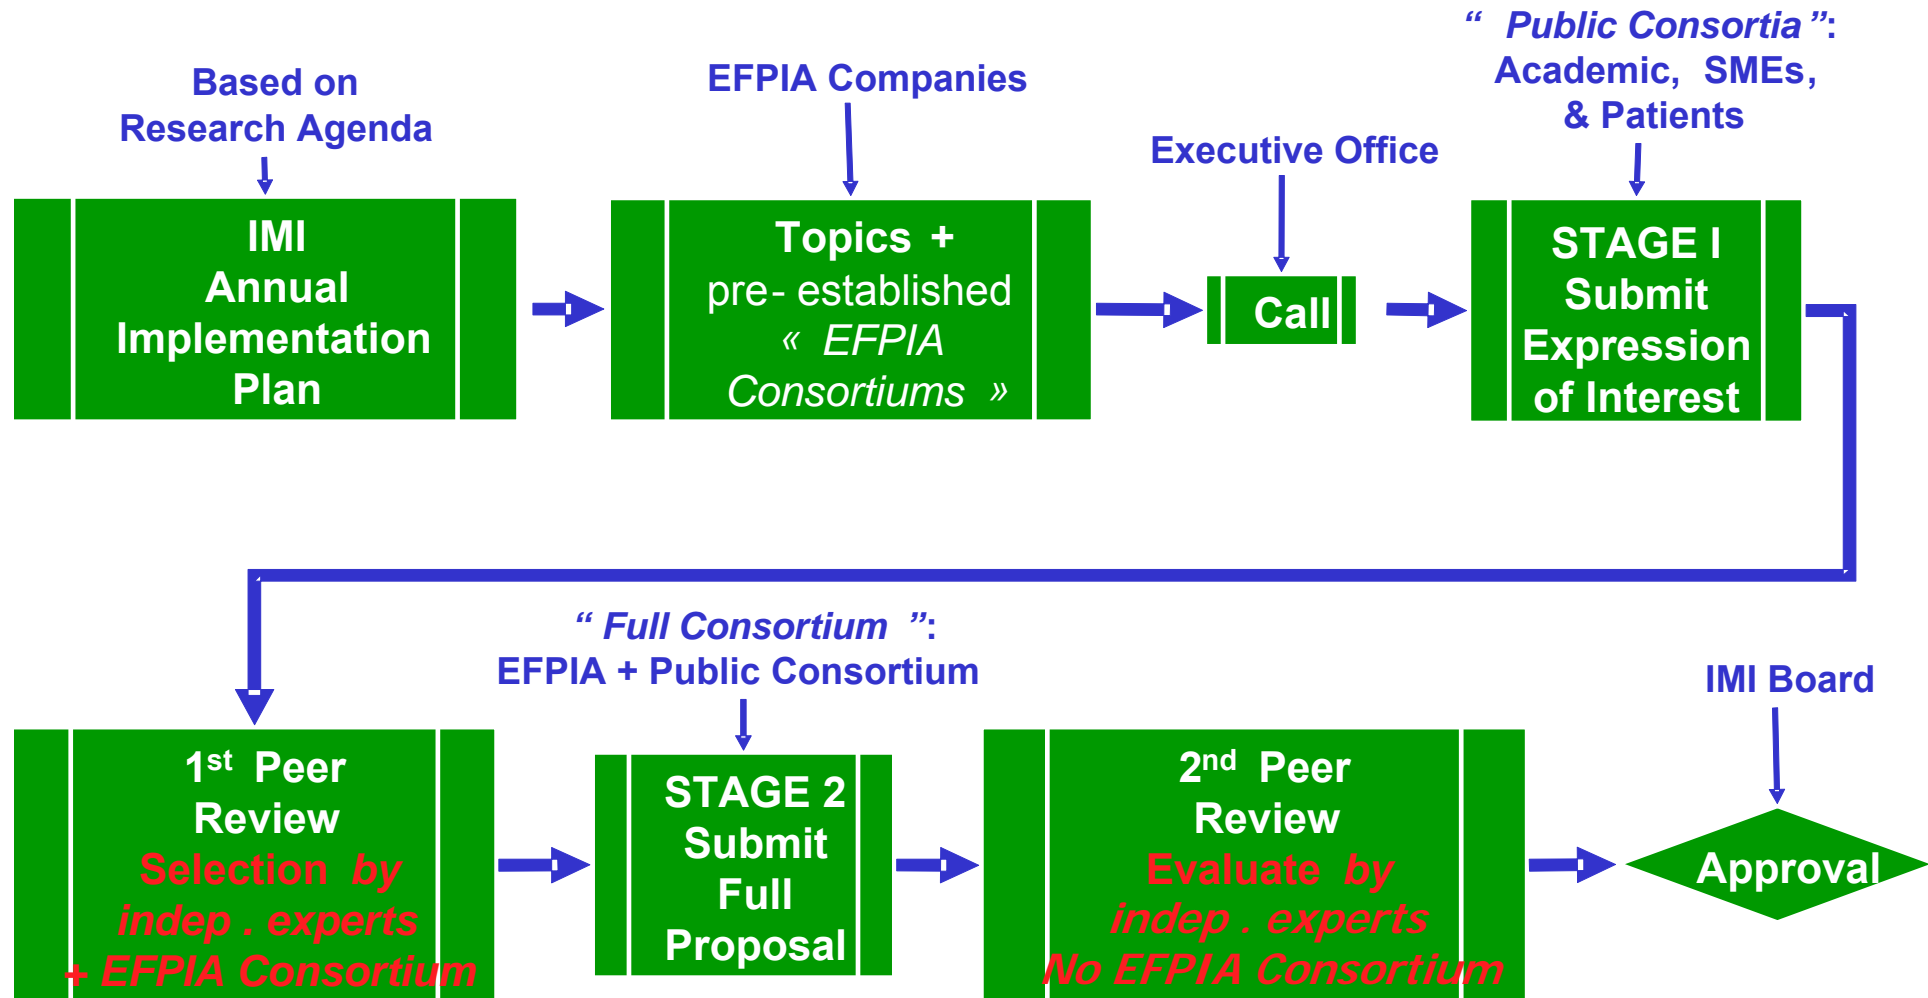 Based on
Research Agenda
EFPIA Companies
Executive Office
“ Public Consortia”:
Academic, SMEs,
& Patients
IMI
Annual
Implementation
Plan
Topics +
pre- established
« EFPIA
Consortiums »
Call
STAGE I
Submit
Expression
of Interest
“ Full Consortium ”:
EFPIA + Public Consortium
IMI Board
1st Peer
Review
Selection by
indep . experts
+ EFPIA Consortium
STAGE 2
Submit
Full
Proposal
2nd Peer
Review
Evaluate by
indep . experts
No EFPIA Consortium
Approval